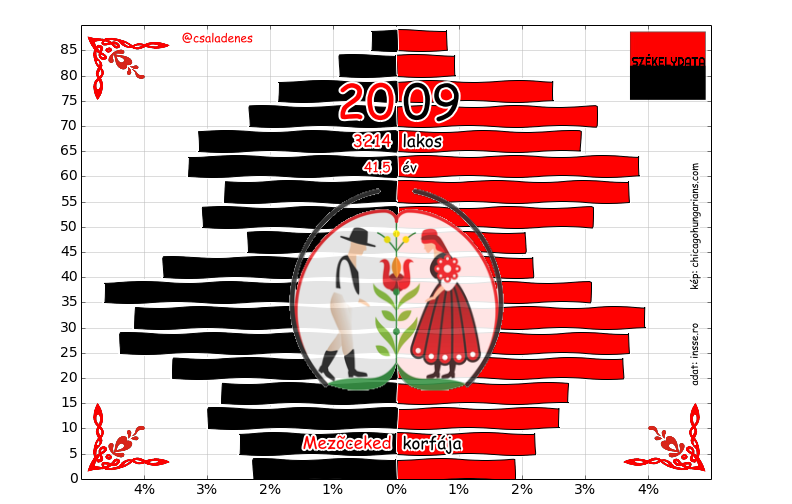 @csaladenes
SZÉKELYDATA
2009
3214 lakos
41.5 év
kép: chicagohungarians.com
adat: insse.ro
Mezőceked korfája
85
80
75
70
65
60
55
50
45
40
35
30
25
20
15
10
5
0
4% 3% 2% 1% 0% 1% 2% 3% 4%